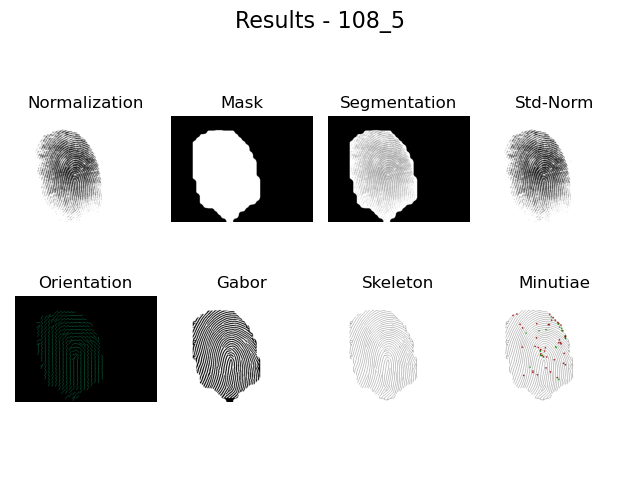 Results - 108_5
Normalization Mask Segmentation Std-Norm
Orientation Gabor Skeleton Minutiae